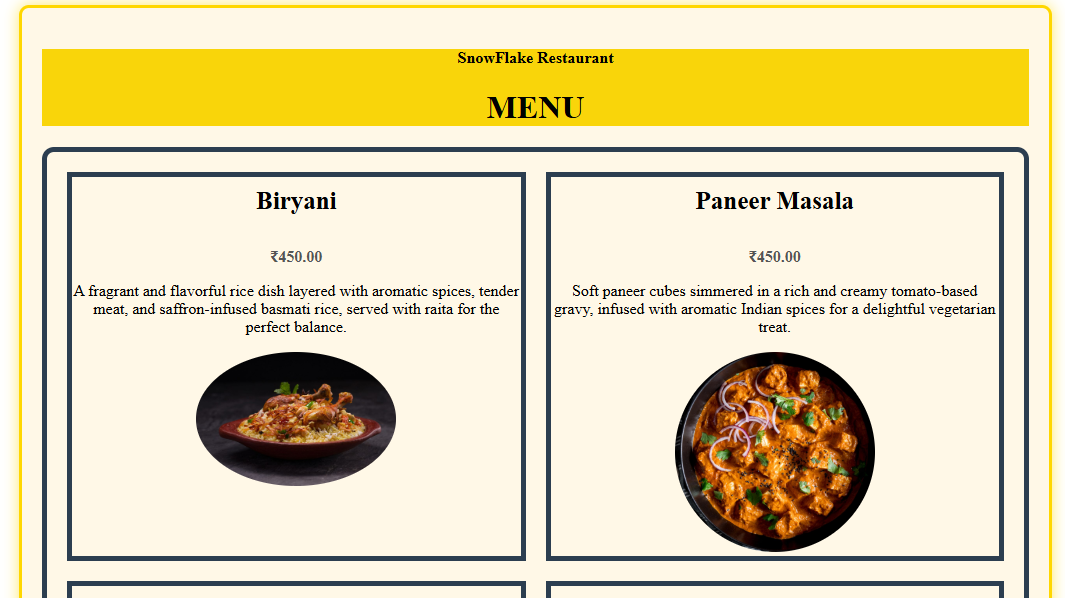 SnowFlake Restaurant
MENU
Biryani
₹450.00
A fragrant and flavorful rice dish layered with aromatic spices, tender
meat, and saffron-infused basmati rice, served with raita for the
perfect balance.
Paneer Masala
₹450.00
Soft paneer cubes simmered in a rich and creamy tomato-based
gravy, infused with aromatic Indian spices for a delightful vegetarian
treat.